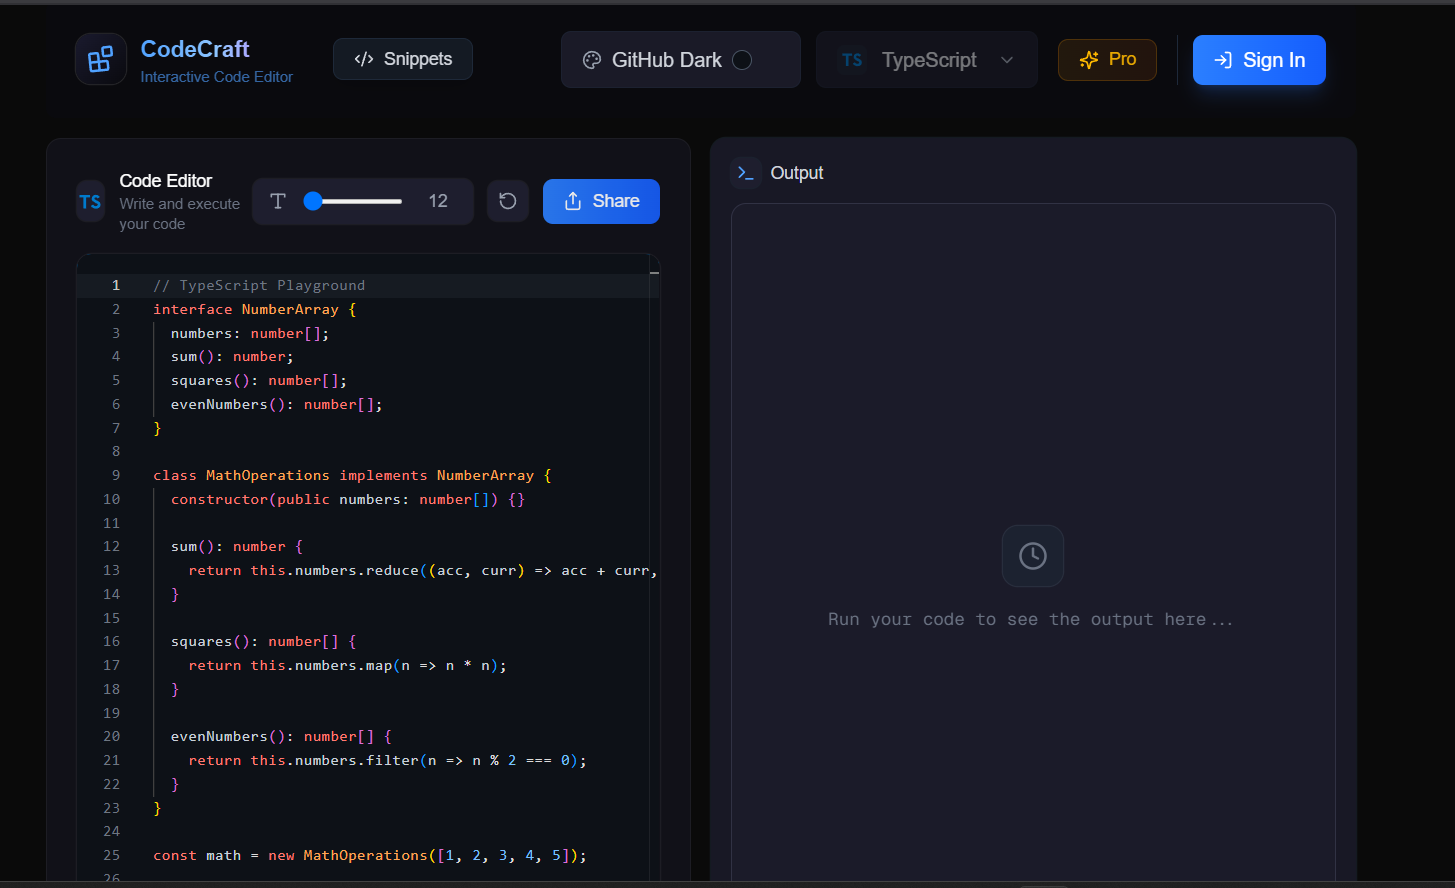 CodeCraft
Interactive Code Editor
</> Snippets
GitHub Dark
TS TypeScript
Pro
Sign In
TS
Code Editor
Write and execute
your code
T
12
Share
1 // TypeScript Playground
2 interface NumberArray {
3   numbers: number[];
4   sum(): number;
5   squares(): number[];
6   evenNumbers(): number[];
7 }
8
9 class MathOperations implements NumberArray {
10   constructor(public numbers: number[]) {}
11
12   sum(): number {
13     return this.numbers.reduce((acc, curr) => acc + curr,
14   }
15
16   squares(): number[] {
17     return this.numbers.map(n => n * n);
18   }
19
20   evenNumbers(): number[] {
21     return this.numbers.filter(n => n % 2 === 0);
22   }
23 }
24
25 const math = new MathOperations([1, 2, 3, 4, 5]);
26
>_ Output
Run your code to see the output here...